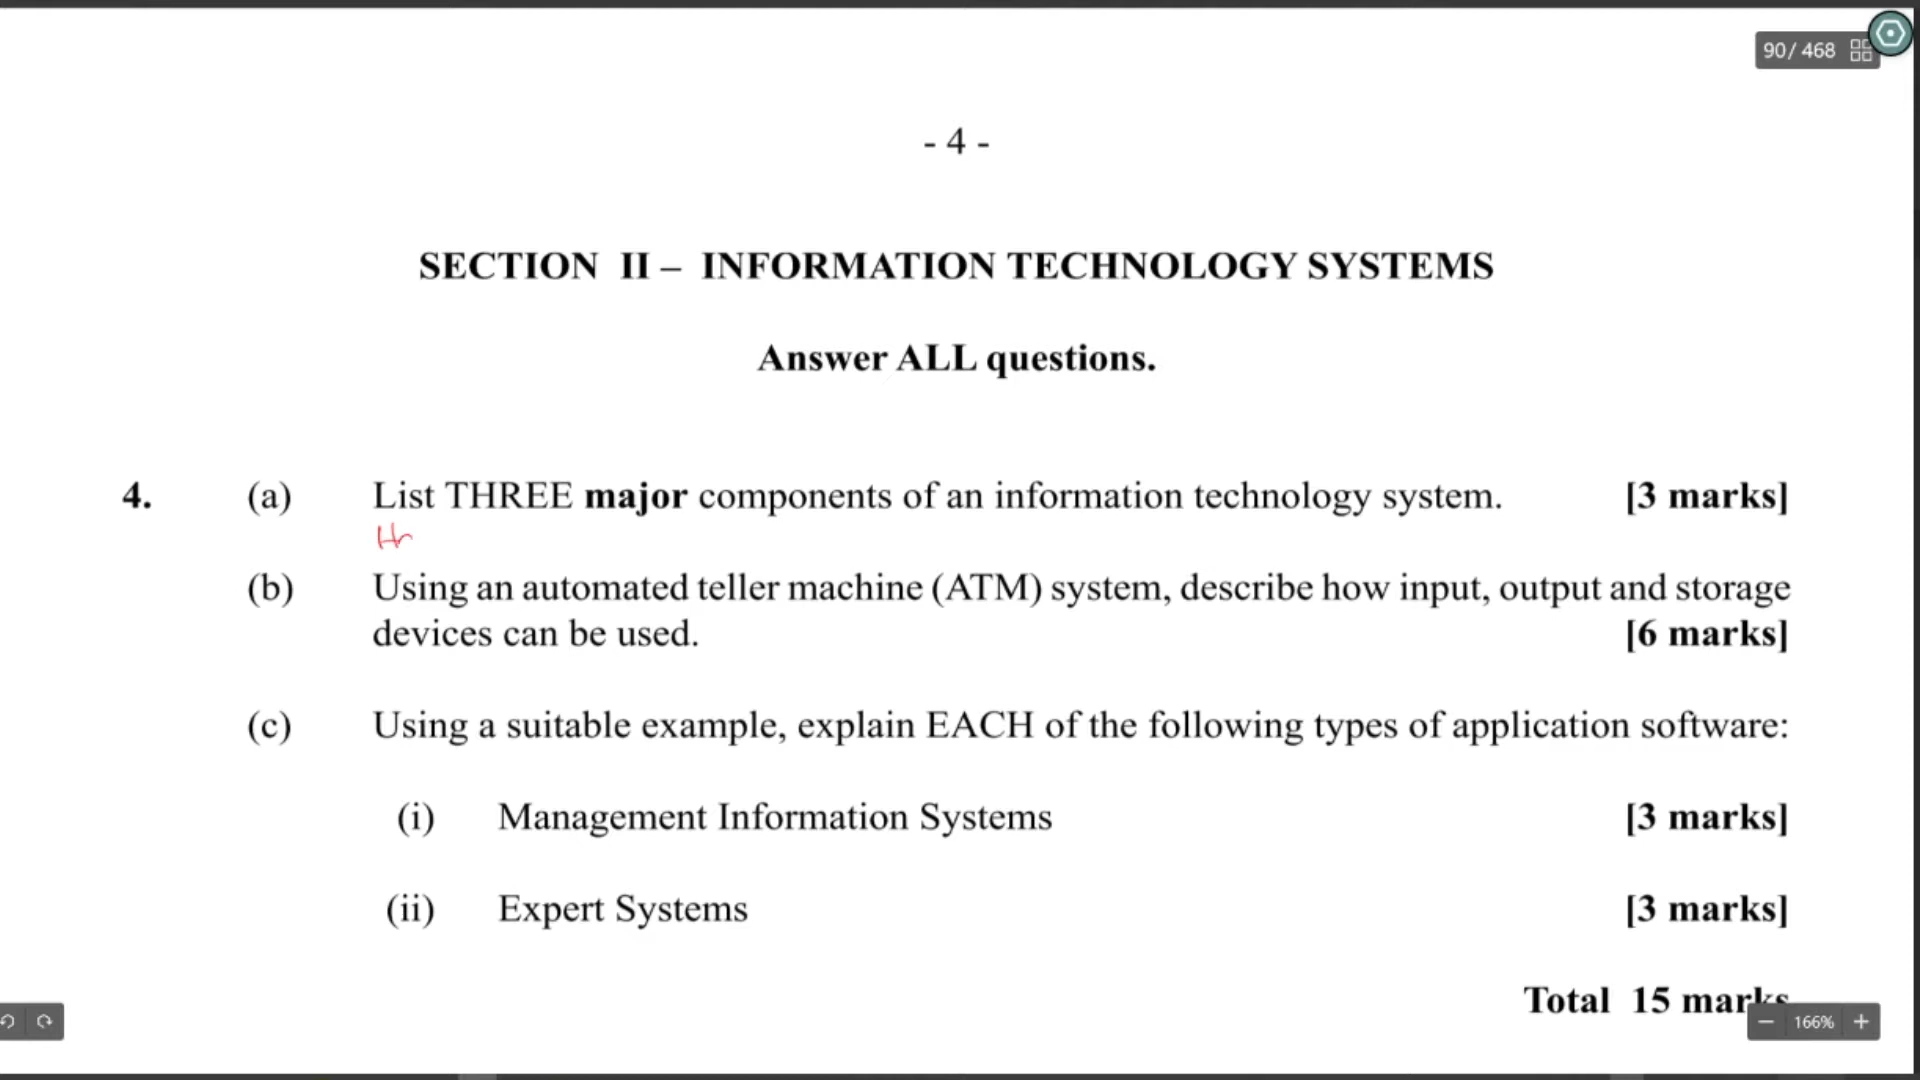 90/ 468
- 4 -
SECTION II – INFORMATION TECHNOLOGY SYSTEMS
Answer ALL questions.
4. (a) List THREE major components of an information technology system. [3 marks]
(b) Using an automated teller machine (ATM) system, describe how input, output and storage
devices can be used. [6 marks]
(c) Using a suitable example, explain EACH of the following types of application software:
(i) Management Information Systems [3 marks]
(ii) Expert Systems [3 marks]
Total 15 marks
166%